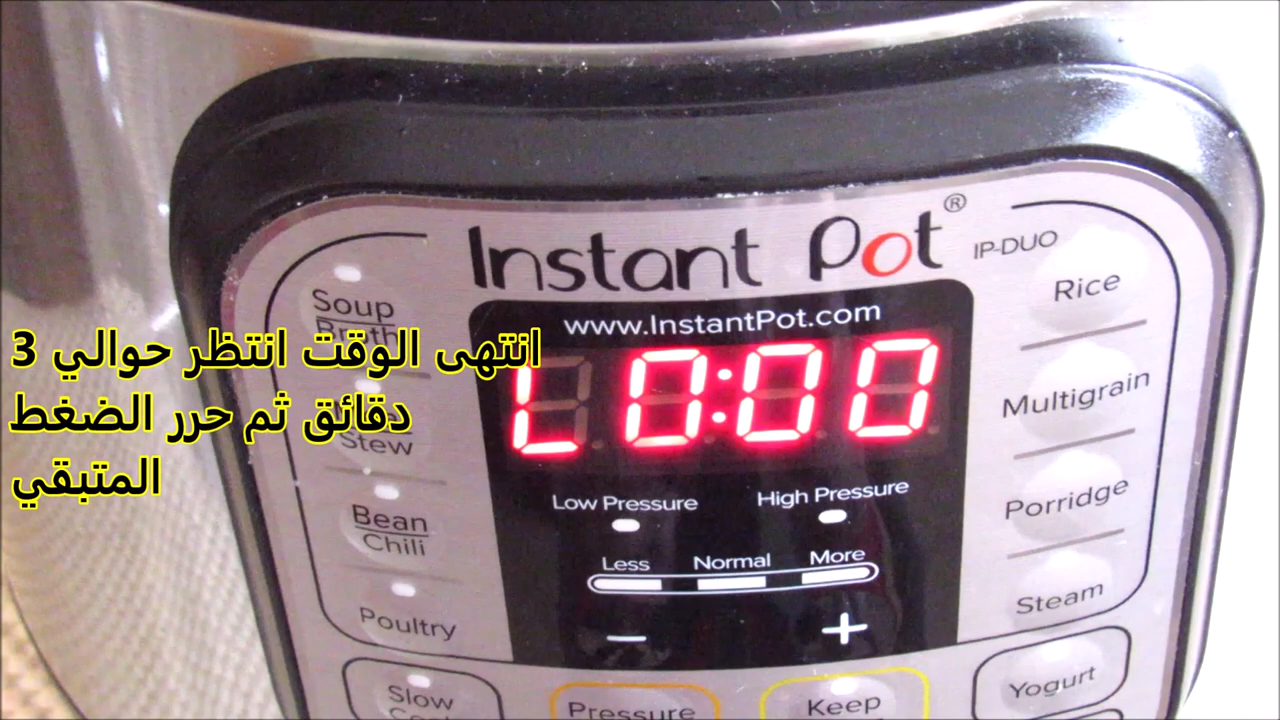 Instant Pot® IP-DUO
www.InstantPot.com
L0:00
Low Pressure High Pressure
Less Normal More
− +
Soup
Broth
Stew
Bean
Chili
Poultry
Slow
Pressure
Keep
Rice
Multigrain
Porridge
Steam
Yogurt
انتهى الوقت انتظر حوالي 3
دقائق ثم حرر الضغط
المتبقي